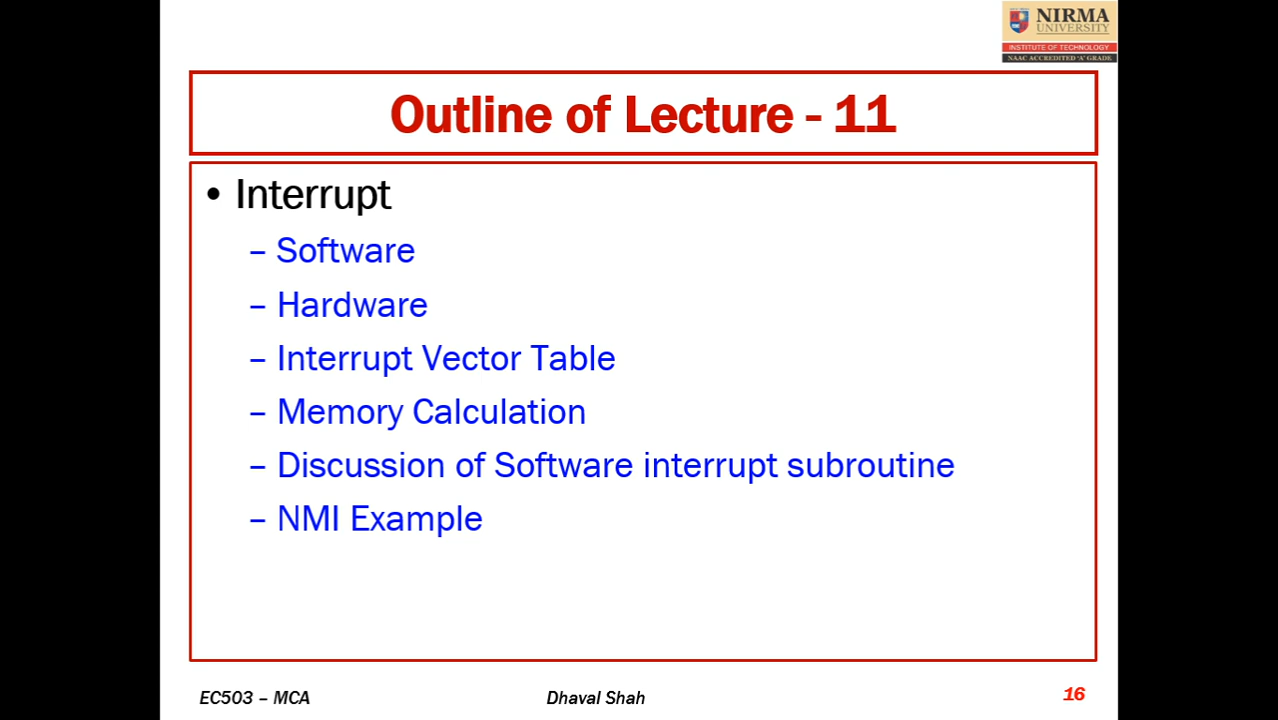 NIRMA
UNIVERSITY
INSTITUTE OF TECHNOLOGY
NAAC ACCREDITED 'A' GRADE
Outline of Lecture - 11
• Interrupt
– Software
– Hardware
– Interrupt Vector Table
– Memory Calculation
– Discussion of Software interrupt subroutine
– NMI Example
EC503 – MCA
Dhaval Shah
16